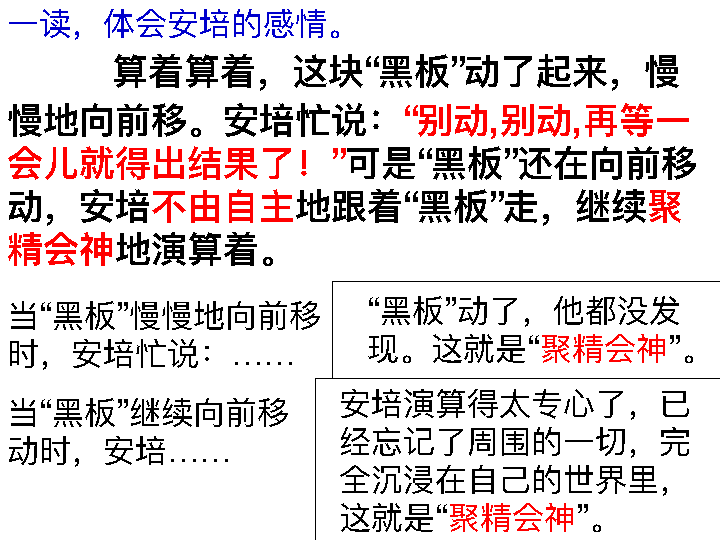 一读，体会安培的感情。
算着算着，这块“黑板”动了起来，慢
慢地向前移。安培忙说：“别动,别动,再等一
会儿就得出结果了！”可是“黑板”还在向前移
动，安培不由自主地跟着“黑板”走，继续聚
精会神地演算着。
当“黑板”慢慢地向前移
时，安培忙说：……
“黑板”动了，他都没发
现。这就是“聚精会神”。
当“黑板”继续向前移
动时，安培……
安培演算得太专心了，已
经忘记了周围的一切，完
全沉浸在自己的世界里，
这就是“聚精会神”。